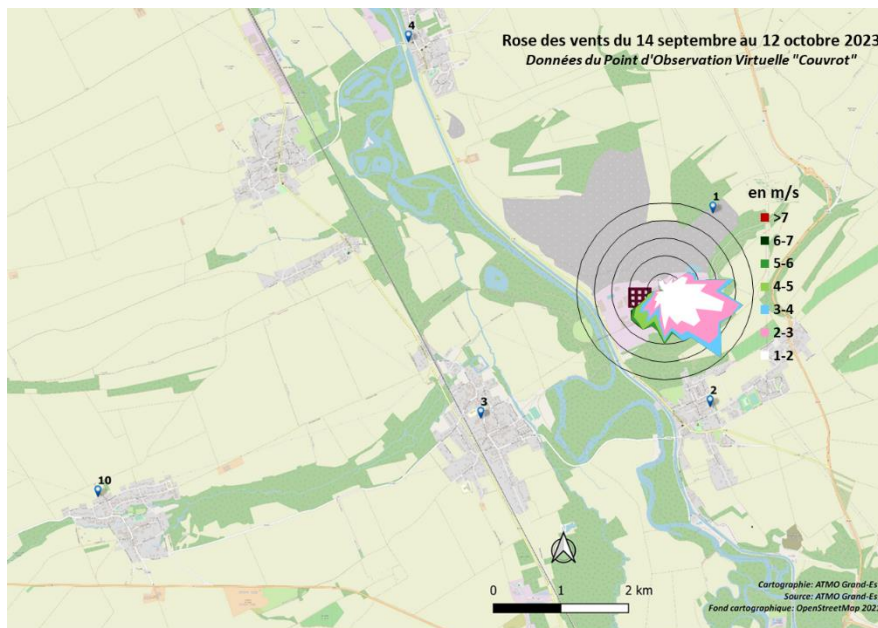 4
Rose des vents du 14 septembre au 12 octobre 2023
Données du Point d'Observation Virtuelle "Couvrot"
1
en m/s
>7
6-7
5-6
4-5
3-4
2-3
1-2
2
3
10
0 1 2 km
Cartographie: ATMO Grand-Es
Source: ATMO Grand-Es
Fond cartographique: OpenStreetMap 202